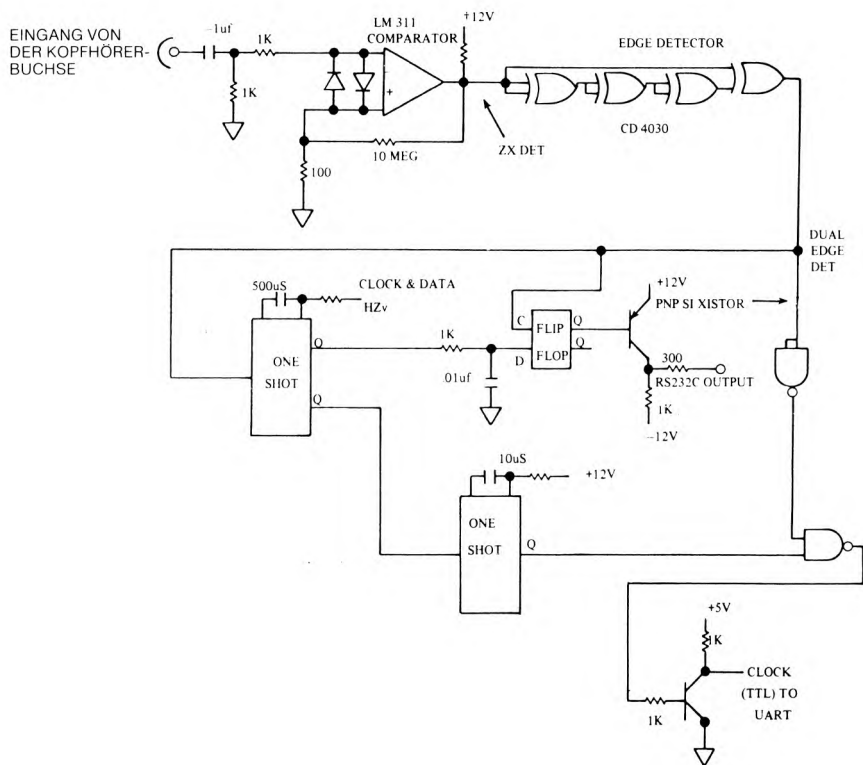 EINGANG VON
DER KOPFHÖRER-
BUCHSE
-1uf
1K
1K
LM 311
COMPARATOR
+12V
-
+
10 MEG
100
ZX DET
EDGE DETECTOR
CD 4030
DUAL
EDGE
DET
500uS
CLOCK & DATA
HZv
ONE
SHOT
Q
Q
1K
.01uf
C
D
FLIP
FLOP
Q
Q
+12V
PNP SI XISTOR
300
RS232C OUTPUT
1K
-12V
10uS
+12V
ONE
SHOT
Q
+5V
1K
1K
CLOCK
(TTL) TO
UART